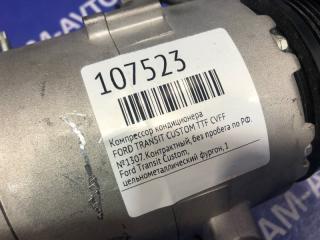 107523
Компрессор кондиционера
FORD TRANSIT CUSTOM TTF CVFF
№1307.Контрактный, без пробега по РФ.
Ford Transit Custom,
цельнометаллический фургон, 1